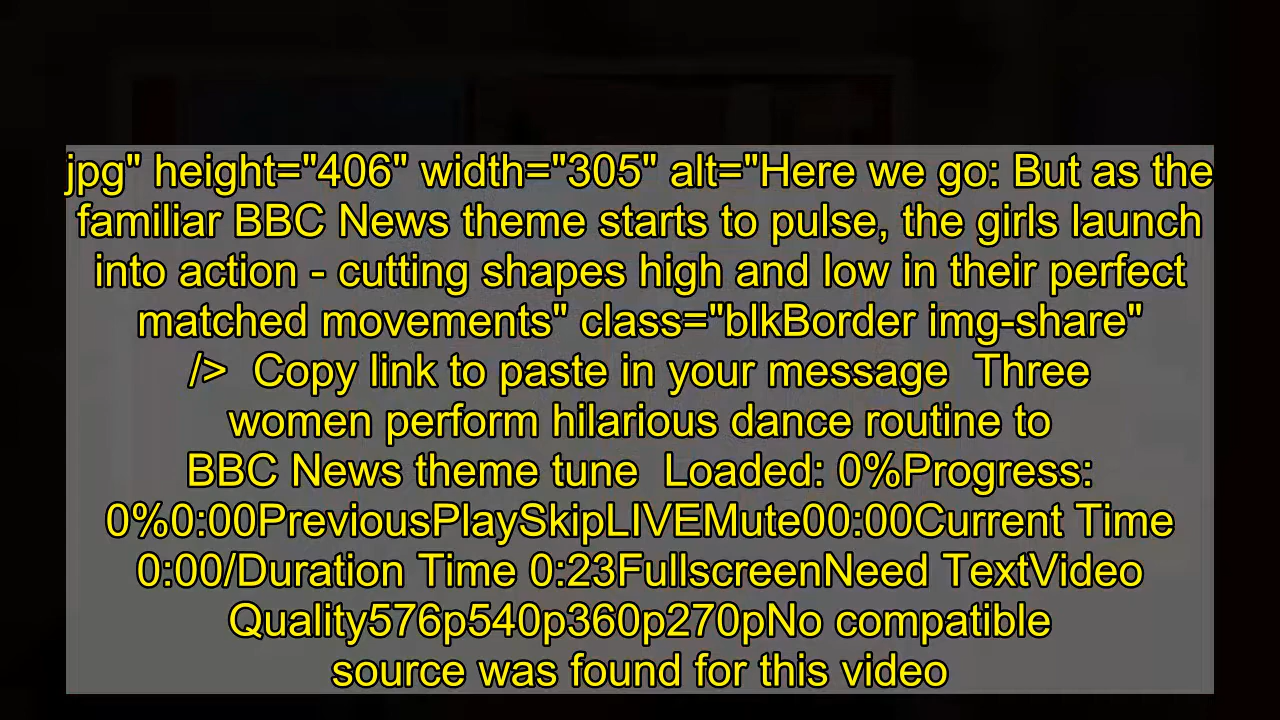 jpg" height="406" width="305" alt="Here we go: But as the
familiar BBC News theme starts to pulse, the girls launch
into action - cutting shapes high and low in their perfect
matched movements" class="blkBorder img-share"
/>  Copy link to paste in your message  Three
women perform hilarious dance routine to
BBC News theme tune  Loaded: 0%Progress:
0%0:00PreviousPlaySkipLIVEMute00:00Current Time
0:00/Duration Time 0:23FullscreenNeed TextVideo
Quality576p540p360p270pNo compatible
source was found for this video